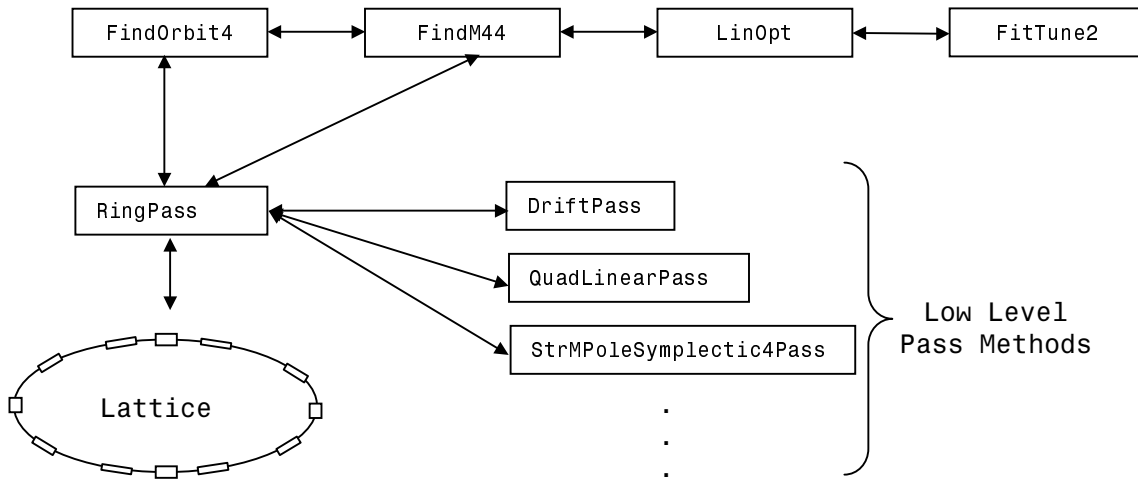 FindOrbit4
FindM44
LinOpt
FitTune2
RingPass
DriftPass
QuadLinearPass
StrMPoleSymplectic4Pass
.
.
.
Low Level
Pass Methods
Lattice